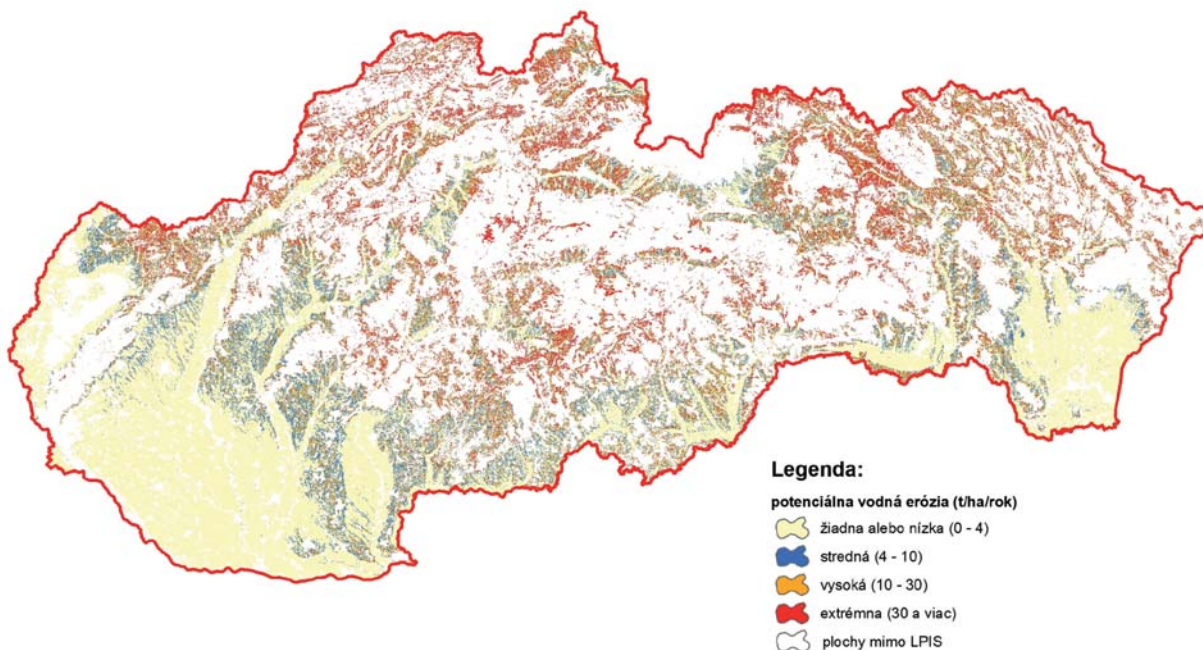 Legenda:
potenciálna vodná erózia (t/ha/rok)
žiadna alebo nízka (0 - 4)
stredná (4 - 10)
vysoká (10 - 30)
extrémna (30 a viac)
plochy mimo LPIS